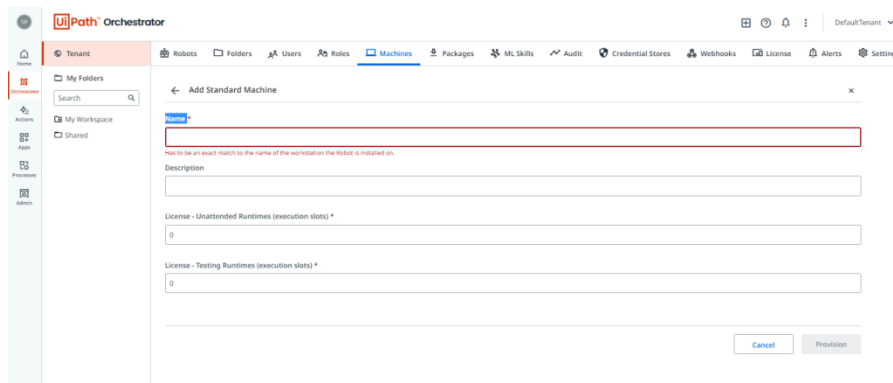 UiPath™ Orchestrator
DefaultTenant
Home
Orchestrator
Actions
Apps
Processes
Admin
Tenant
My Folders
Search
My Workspace
Shared
Robots Folders Users Roles Machines Packages ML Skills Audit Credential Stores Webhooks License Alerts Settin
Add Standard Machine
Name *
Has to be an exact match to the name of the workstation the Robot is installed on.
Description
License - Unattended Runtimes (execution slots) *
0
License - Testing Runtimes (execution slots) *
0
Cancel Provision